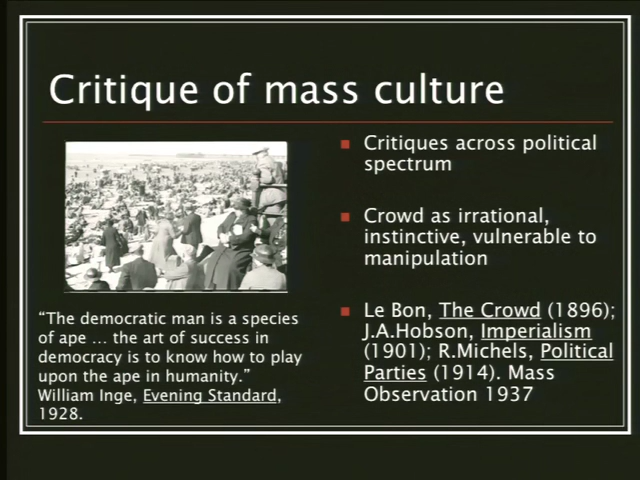 Critique of mass culture
Critiques across political
spectrum
Crowd as irrational,
instinctive, vulnerable to
manipulation
Le Bon, The Crowd (1896);
J.A.Hobson, Imperialism
(1901); R.Michels, Political
Parties (1914). Mass
Observation 1937
“The democratic man is a species
of ape … the art of success in
democracy is to know how to play
upon the ape in humanity.”
William Inge, Evening Standard,
1928.